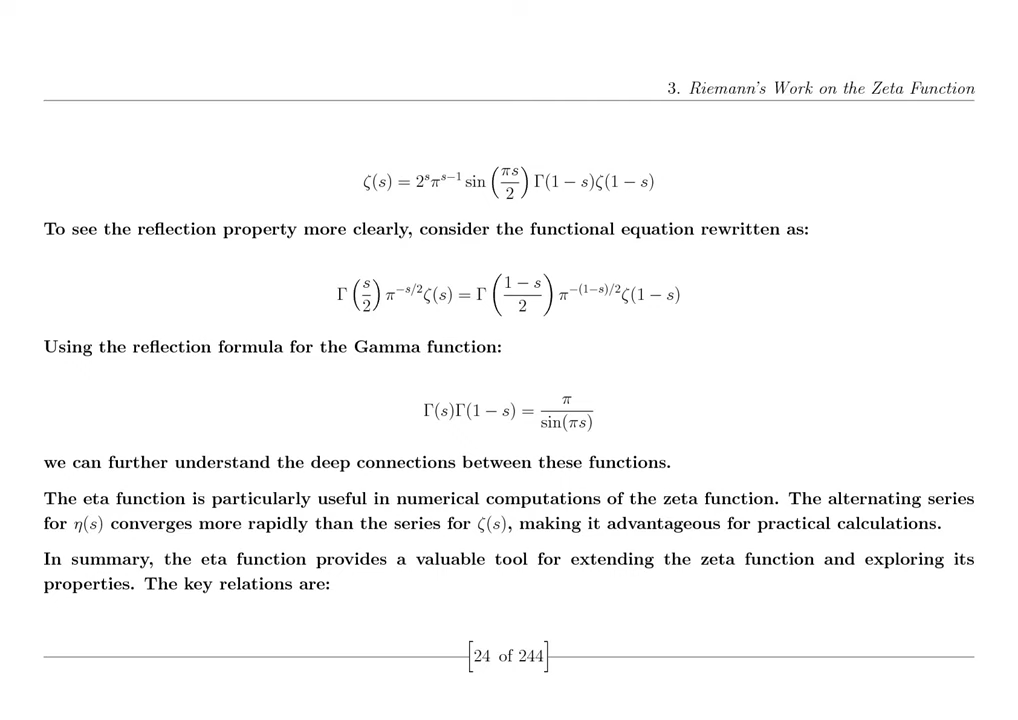 3. Riemann's Work on the Zeta Function
ζ(s) = 2^s π^{s−1} sin (πs/2) Γ(1 − s)ζ(1 − s)
To see the reflection property more clearly, consider the functional equation rewritten as:
Γ (s/2) π^{−s/2} ζ(s) = Γ ((1 − s)/2) π^{−(1−s)/2} ζ(1 − s)
Using the reflection formula for the Gamma function:
Γ(s)Γ(1 − s) = π/sin(πs)
we can further understand the deep connections between these functions.
The eta function is particularly useful in numerical computations of the zeta function. The alternating series
for η(s) converges more rapidly than the series for ζ(s), making it advantageous for practical calculations.
In summary, the eta function provides a valuable tool for extending the zeta function and exploring its
properties. The key relations are:
[24 of 244]